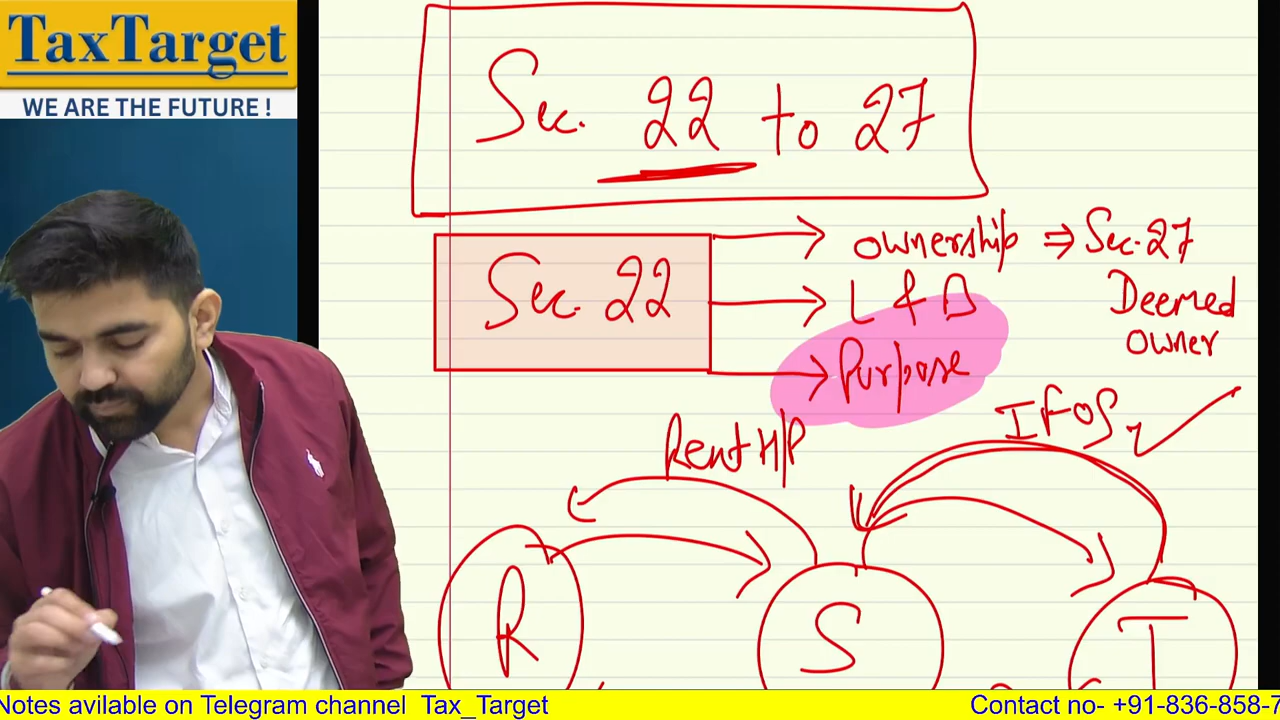 TaxTarget
WE ARE THE FUTURE !
Sec. 22 to 27
Sec. 22
ownership ⇒ Sec. 27
Deemed
owner
L & B
Purpose
Rent H/P
IFOS
R
S
T
Notes avilable on Telegram channel Tax_Target
Contact no- +91-836-858-7